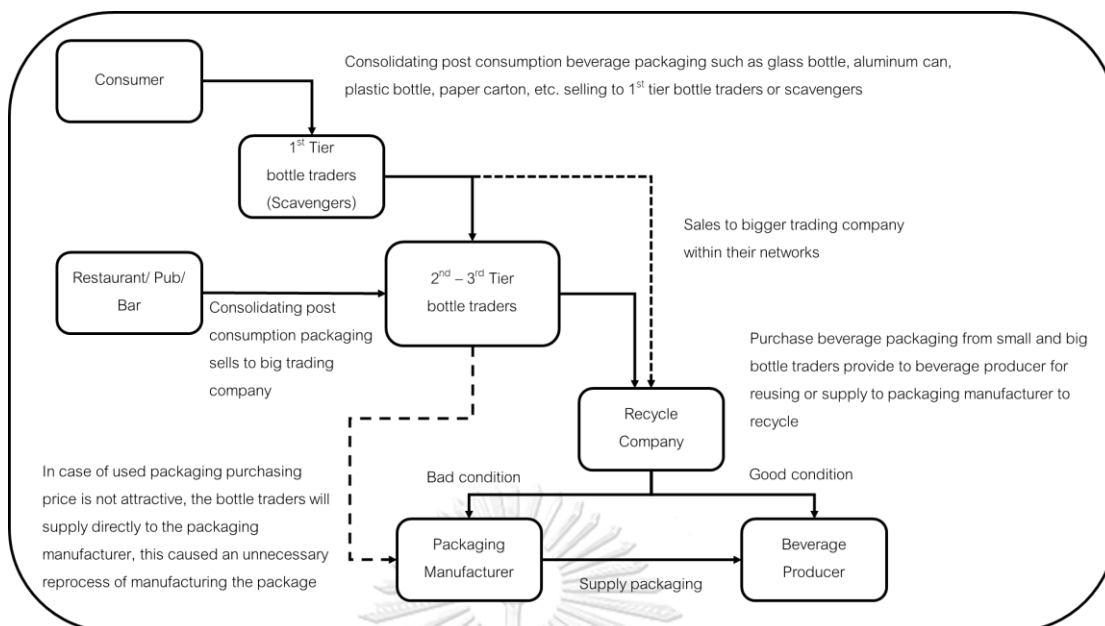 Consumer
Consolidating post consumption beverage packaging such as glass bottle, aluminum can,
plastic bottle, paper carton, etc. selling to 1st tier bottle traders or scavengers
1st Tier
bottle traders
(Scavengers)
Sales to bigger trading company
within their networks
Restaurant/ Pub/
Bar
2nd – 3rd Tier
bottle traders
Consolidating post
consumption packaging
sells to big trading
company
Purchase beverage packaging from small and big
bottle traders provide to beverage producer for
reusing or supply to packaging manufacturer to
recycle
Recycle
Company
In case of used packaging purchasing
price is not attractive, the bottle traders will
supply directly to the packaging
manufacturer, this caused an unnecessary
reprocess of manufacturing the package
Bad condition
Good condition
Packaging
Manufacturer
Supply packaging
Beverage
Producer